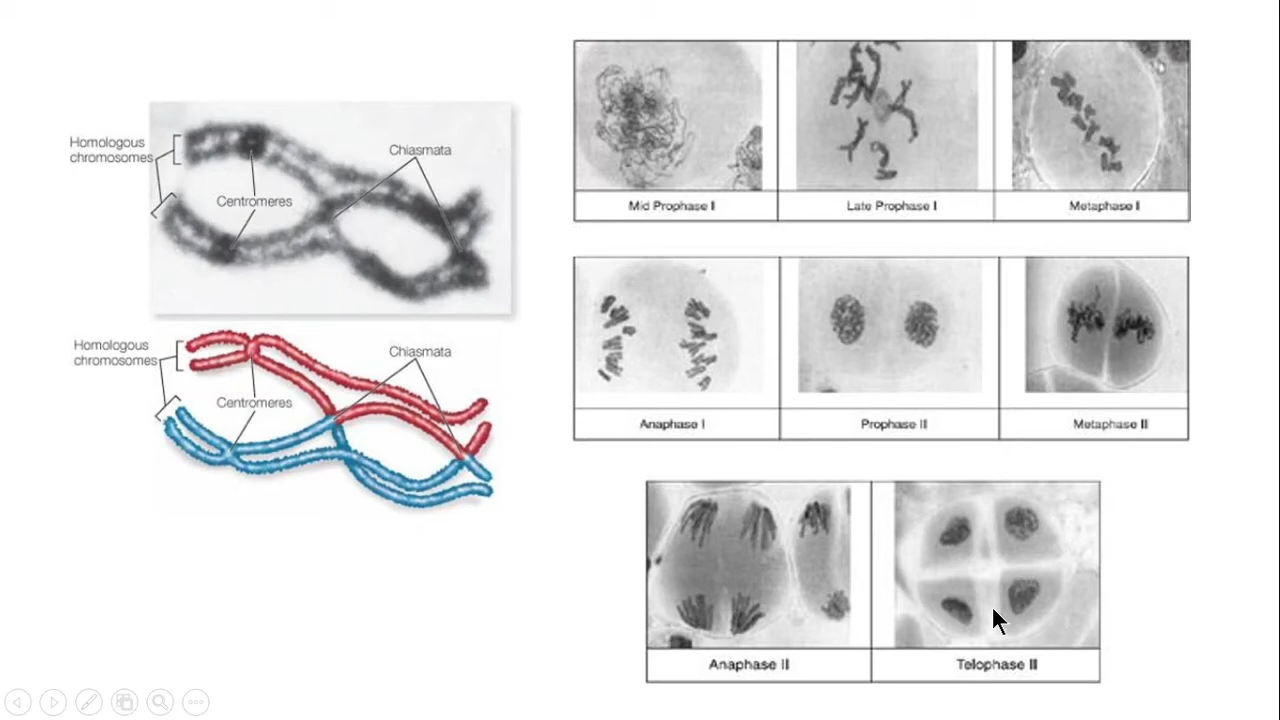 Homologous
chromosomes
Chiasmata
Centromeres
Homologous
chromosomes
Chiasmata
Centromeres
Mid Prophase I
Late Prophase I
Metaphase I
Anaphase I
Prophase II
Metaphase II
Anaphase II
Telophase II